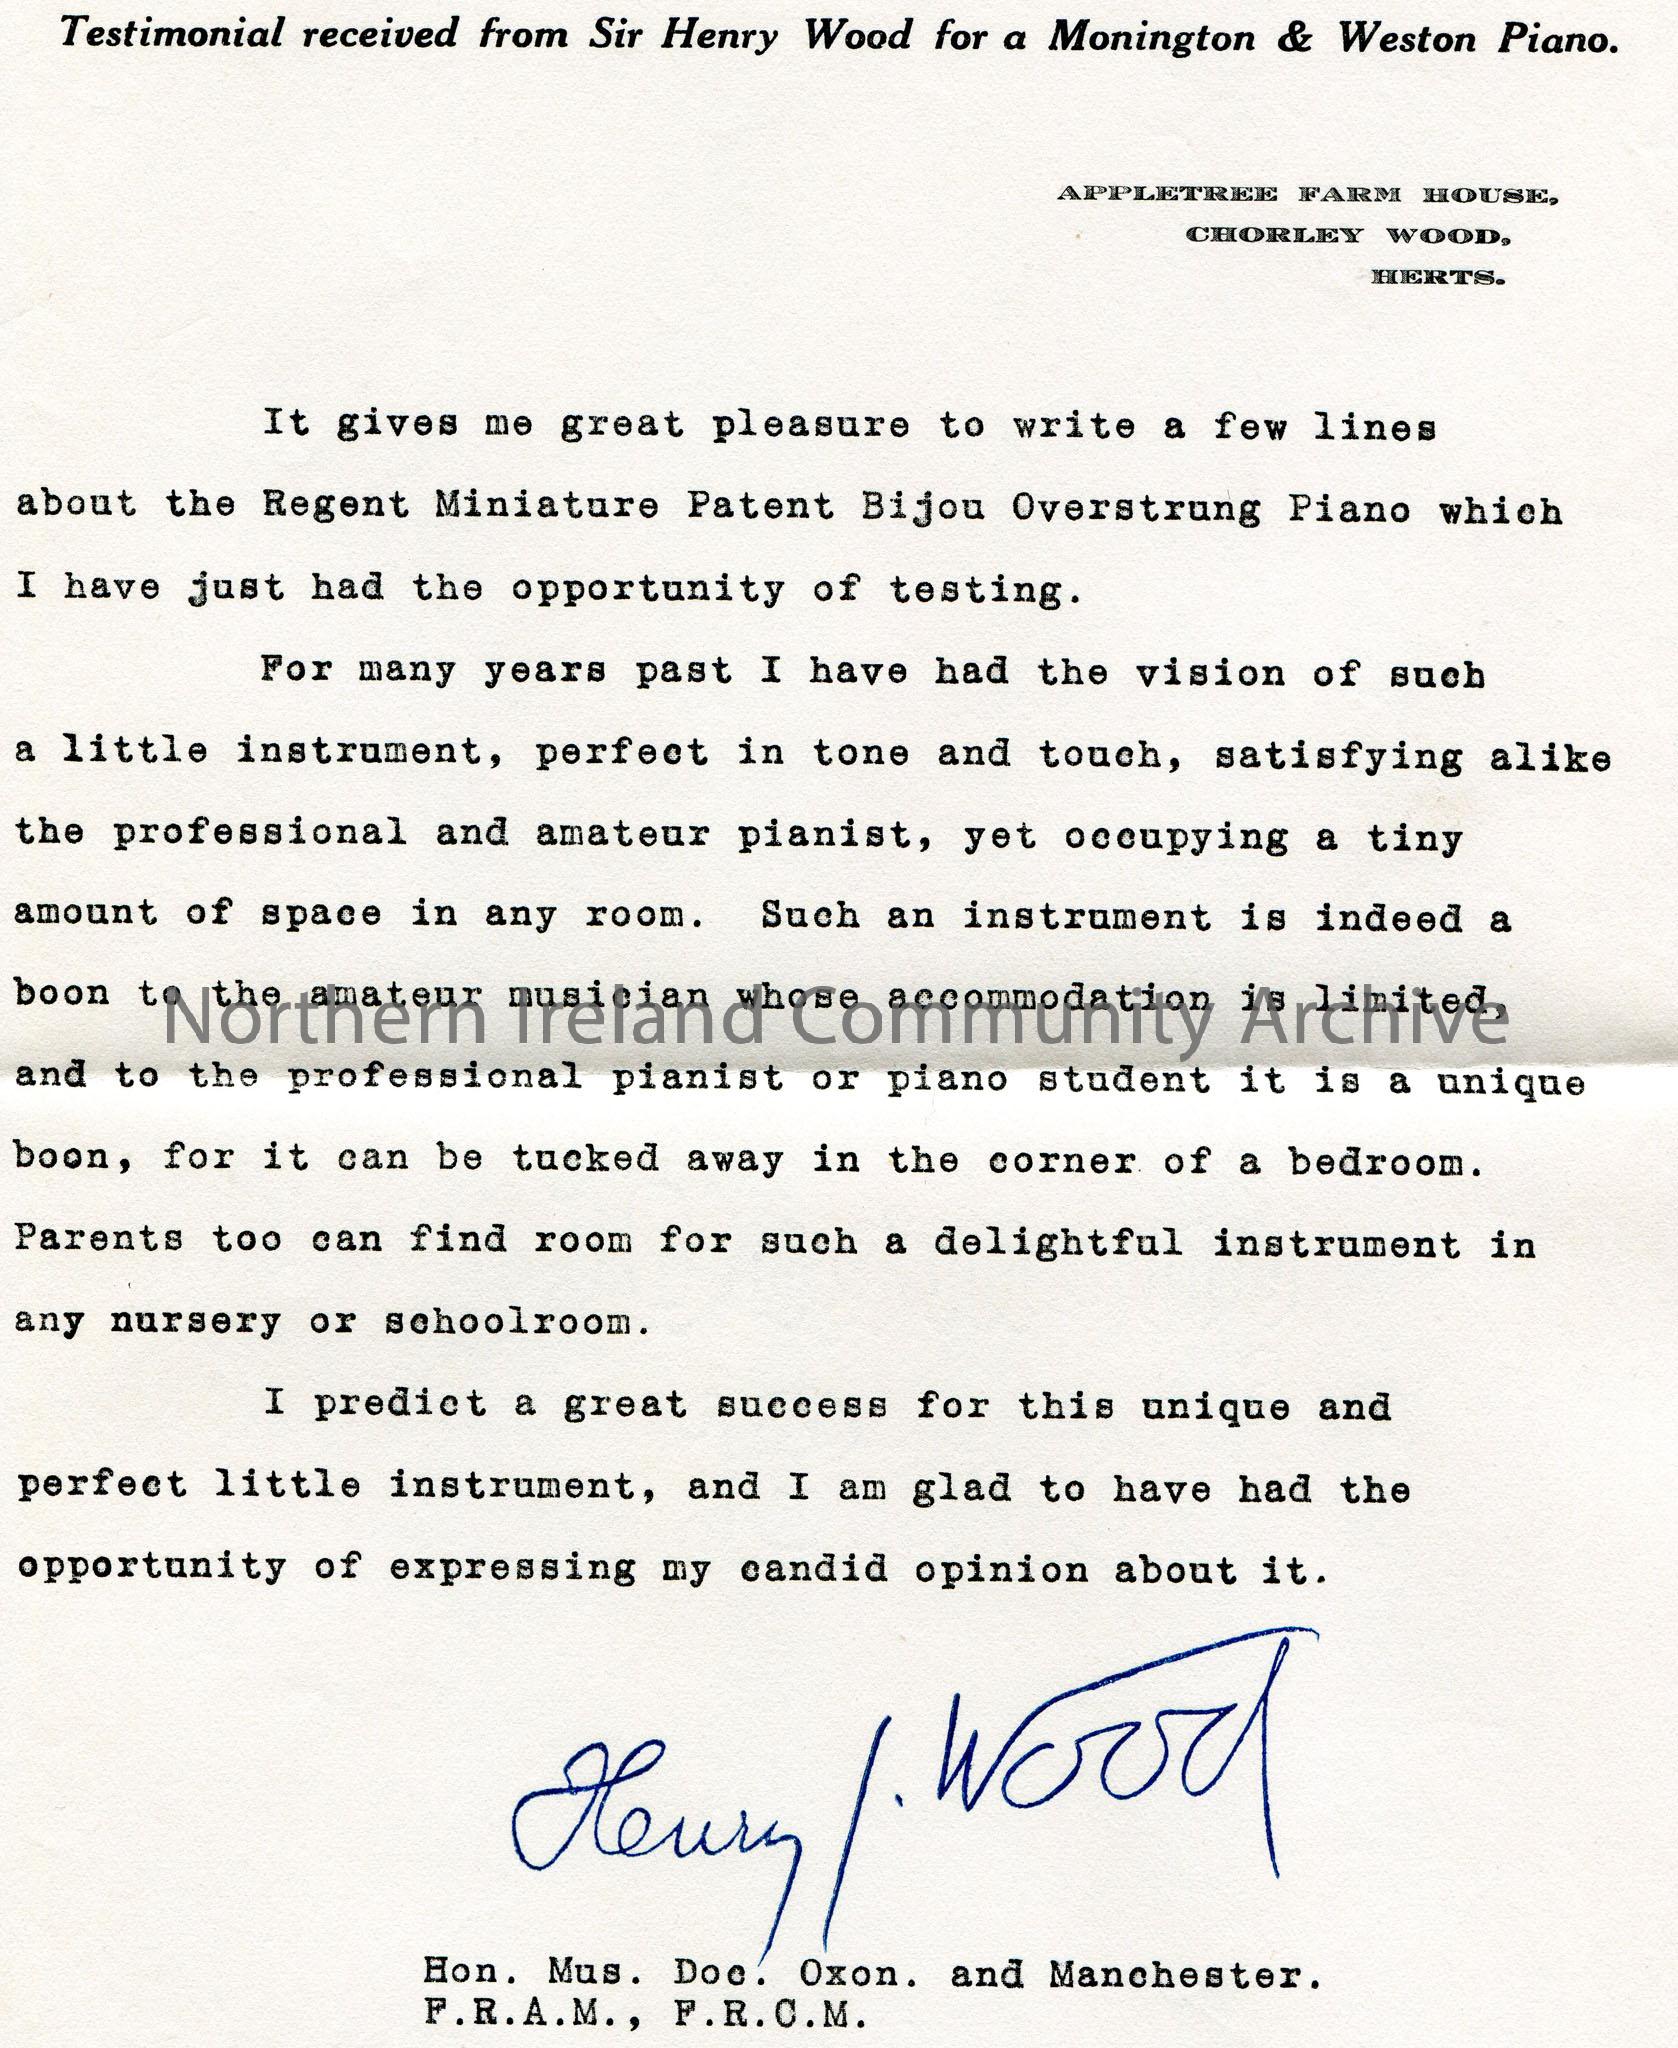 Testimonial received from Sir Henry Wood for a Monington & Weston Piano.
APPLETREE FARM HOUSE,
CHORLEY WOOD,
HERTS.
It gives me great pleasure to write a few lines
about the Regent Miniature Patent Bijou Overstrung Piano which
I have just had the opportunity of testing.
For many years past I have had the vision of such
a little instrument, perfect in tone and touch, satisfying alike
the professional and amateur pianist, yet occupying a tiny
amount of space in any room. Such an instrument is indeed a
boon to the amateur musician whose accommodation is limited,
Northern Ireland Community Archive
and to the professional pianist or piano student it is a unique
boon, for it can be tucked away in the corner of a bedroom.
Parents too can find room for such a delightful instrument in
any nursery or schoolroom.
I predict a great success for this unique and
perfect little instrument, and I am glad to have had the
opportunity of expressing my candid opinion about it.
Henry J. Wood
Hon. Mus. Doc. Oxon. and Manchester.
F.R.A.M., F.R.C.M.